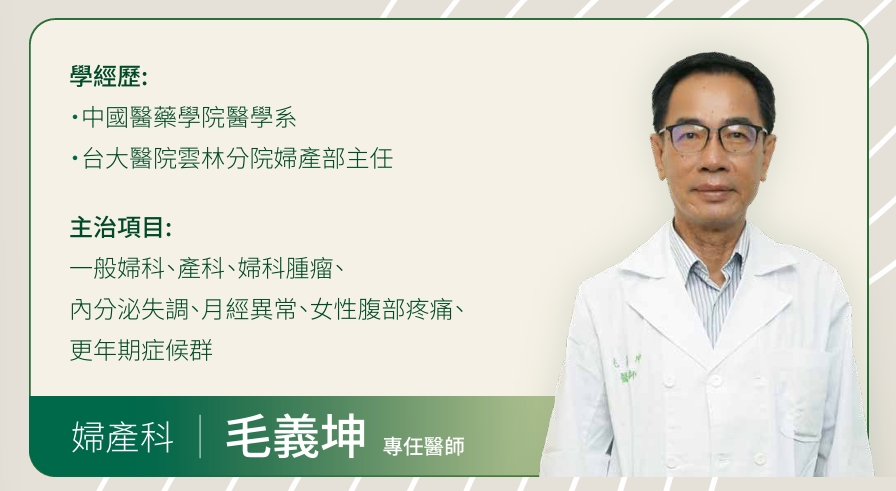 學經歷:
・中國醫藥學院醫學系
・台大醫院雲林分院婦產部主任
主治項目:
一般婦科、產科、婦科腫瘤、
內分泌失調、月經異常、女性腹部疼痛、
更年期症候群
婦產科｜毛義坤 專任醫師